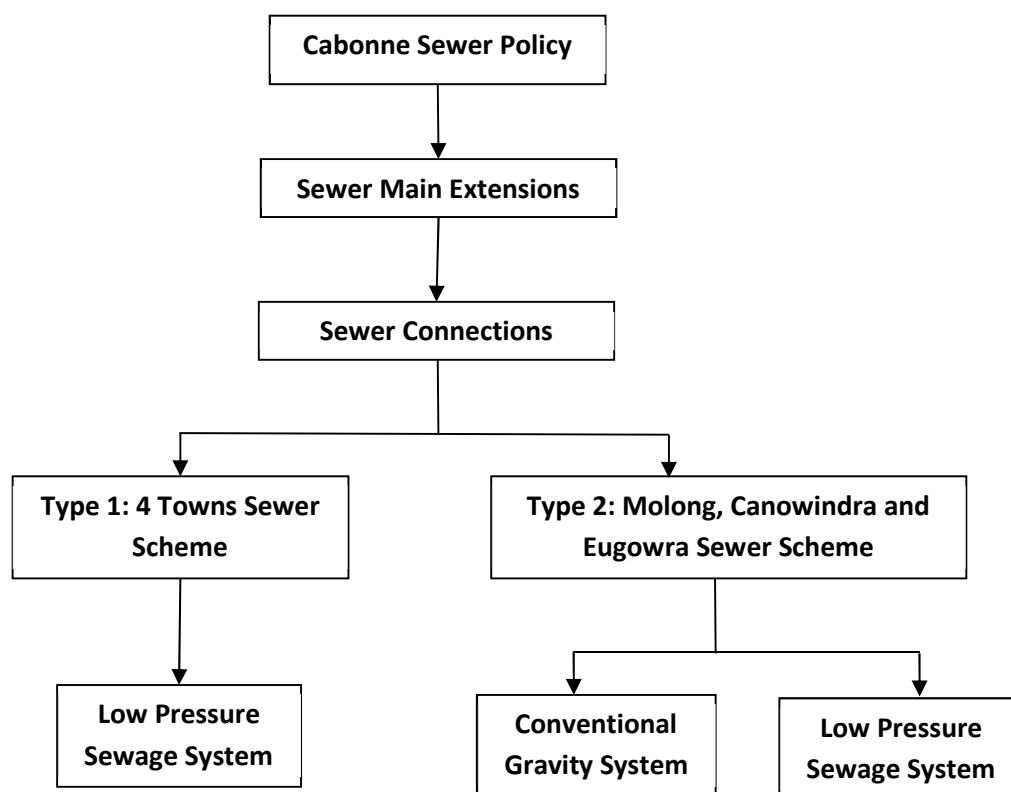 Cabonne Sewer Policy
Sewer Main Extensions
Sewer Connections
Type 1: 4 Towns Sewer
Scheme
Type 2: Molong, Canowindra and
Eugowra Sewer Scheme
Low Pressure
Sewage System
Conventional
Gravity System
Low Pressure
Sewage System